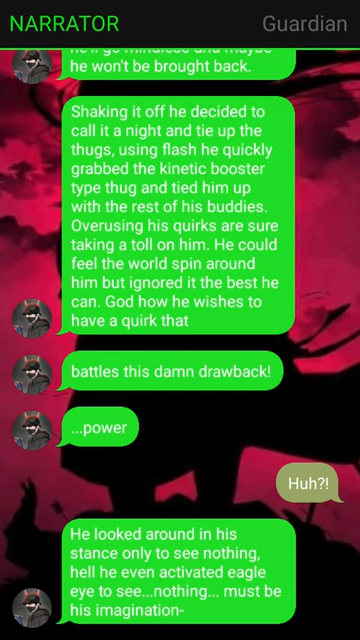 NARRATOR
Guardian
he'll go mindless and maybe
he won't be brought back.
Shaking it off he decided to
call it a night and tie up the
thugs, using flash he quickly
grabbed the kinetic booster
type thug and tied him up
with the rest of his buddies.
Overusing his quirks are sure
taking a toll on him. He could
feel the world spin around
him but ignored it the best he
can. God how he wishes to
have a quirk that
battles this damn drawback!
...power
Huh?!
He looked around in his
stance only to see nothing,
hell he even activated eagle
eye to see...nothing... must be
his imagination-